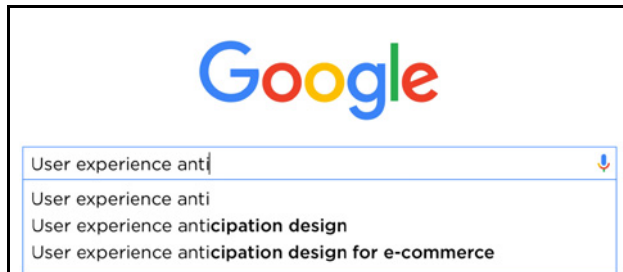 Google
User experience anti
User experience anti
User experience anticipation design
User experience anticipation design for e-commerce